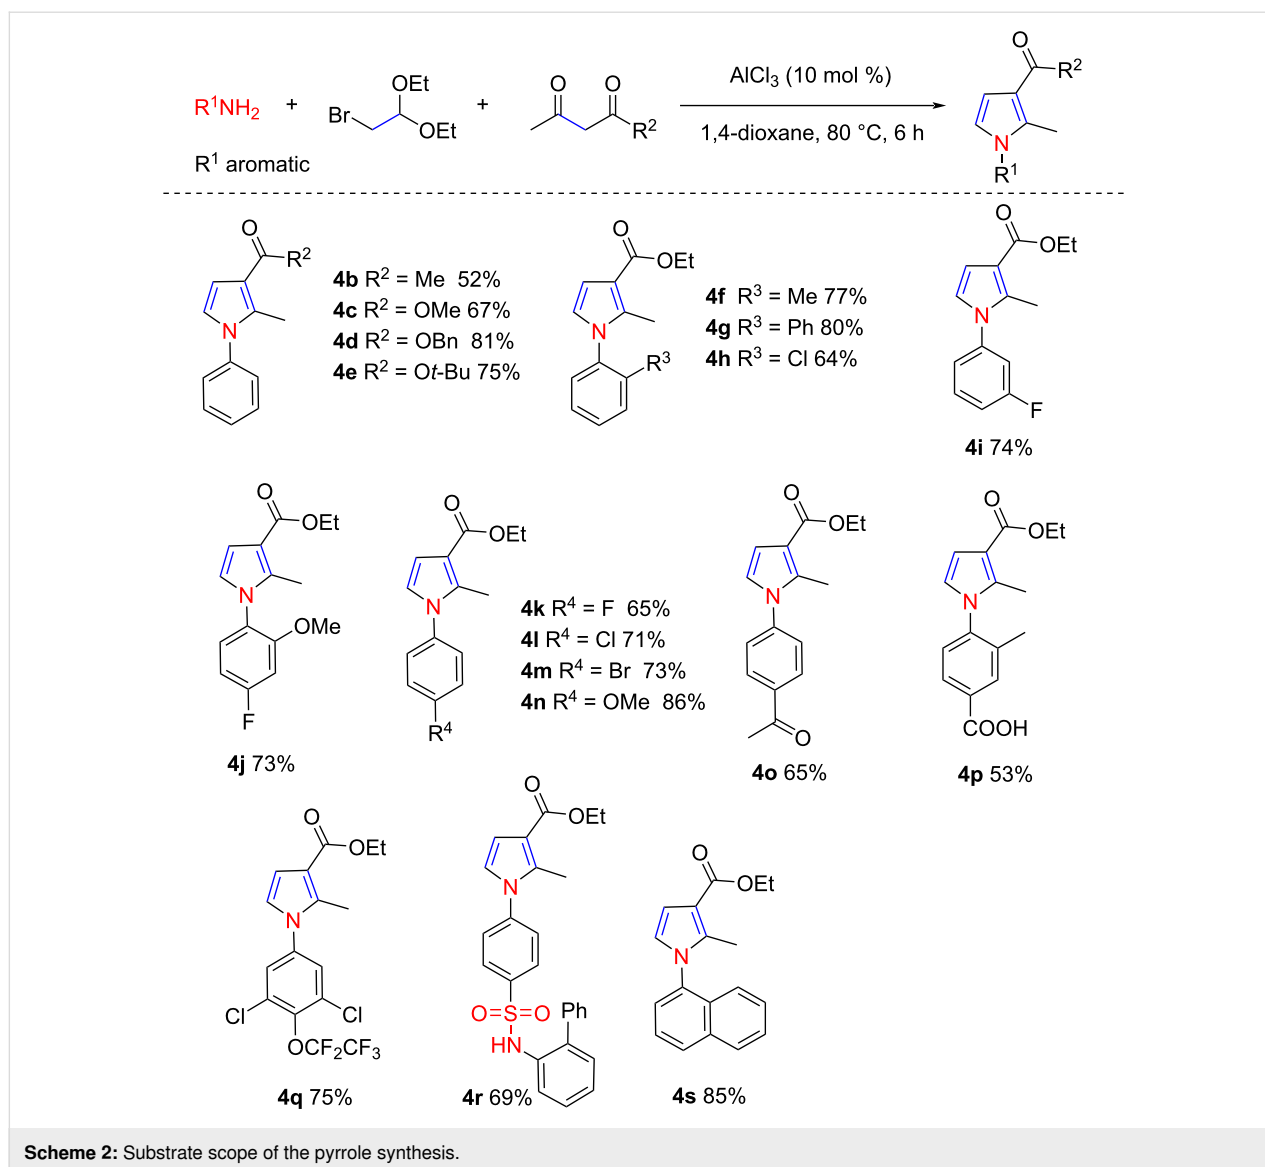 R¹NH₂ + Br OEt OEt + O O R² AlCl₃ (10 mol %) O R²
1,4-dioxane, 80 °C, 6 h N R¹
R¹ aromatic
O R² N
4b R² = Me 52%
4c R² = OMe 67%
4d R² = OBn 81%
4e R² = Ot-Bu 75%
O OEt N R³
4f R³ = Me 77%
4g R³ = Ph 80%
4h R³ = Cl 64%
O OEt N F
4i 74%
O OEt N OMe F
4j 73%
O OEt N R⁴
4k R⁴ = F 65%
4l R⁴ = Cl 71%
4m R⁴ = Br 73%
4n R⁴ = OMe 86%
O OEt N O
4o 65%
O OEt N COOH
4p 53%
O OEt N Cl Cl OCF₂CF₃
4q 75%
O OEt N O=S=O HN Ph
4r 69%
O OEt N
4s 85%
Scheme 2: Substrate scope of the pyrrole synthesis.